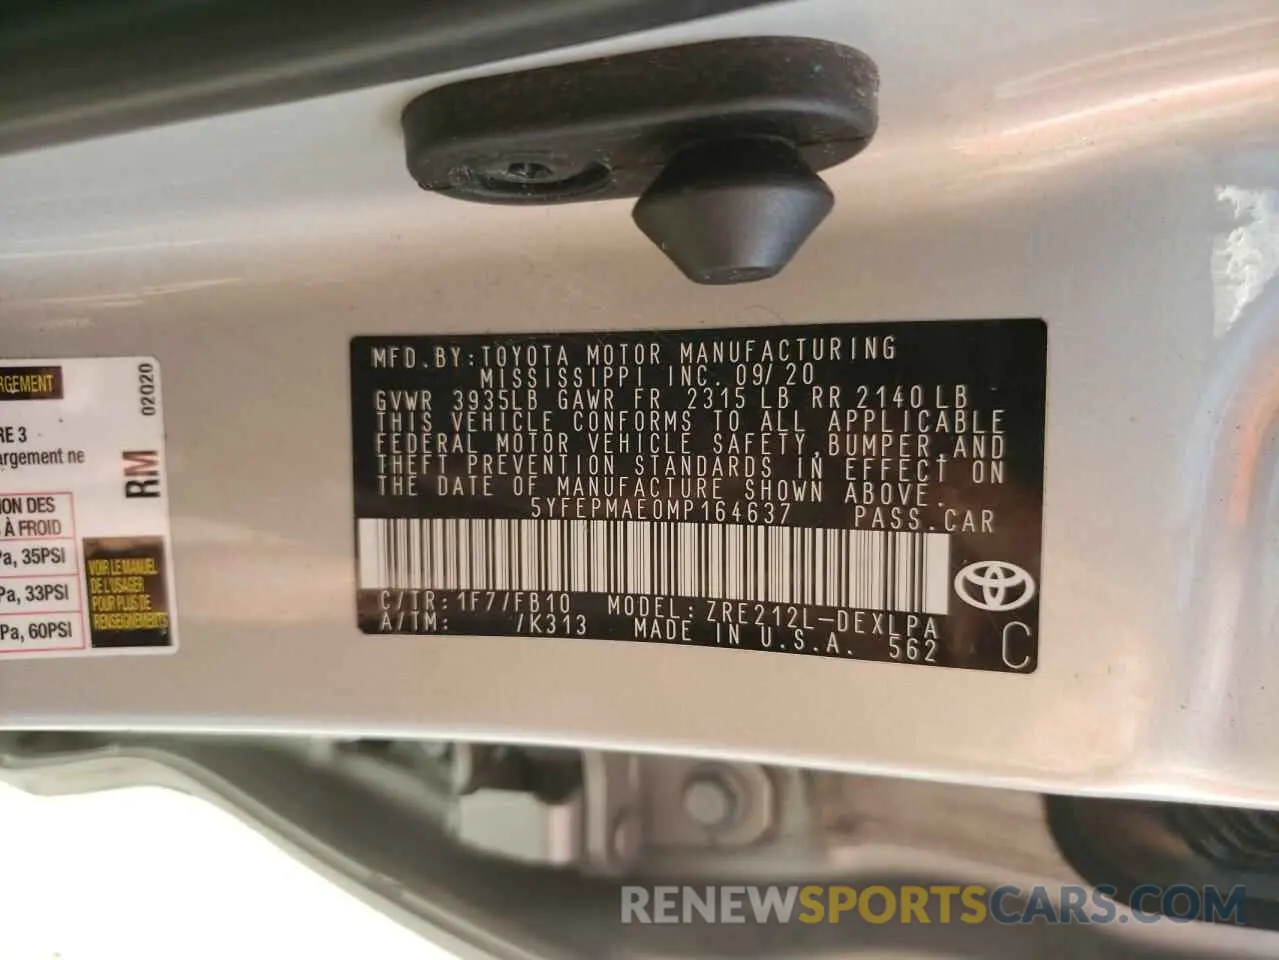 RGEMENT
02020
RE 3
argement ne
RM
ION DES
À FROID
Pa, 35PSI
Pa, 33PSI
Pa, 60PSI
VOIR LE MANUEL
DE L'USAGER
POUR PLUS DE
RENSEIGNEMENTS
MFD.BY:TOYOTA MOTOR MANUFACTURING
MISSISSIPPI INC. 09/20
GVWR 3935LB GAWR FR 2315LB RR 2140LB
THIS VEHICLE CONFORMS TO ALL APPLICABLE
FEDERAL MOTOR VEHICLE SAFETY,BUMPER,AND
THEFT PREVENTION STANDARDS IN EFFECT ON
THE DATE OF MANUFACTURE SHOWN ABOVE.
5YFEPMAE0MP164637 PASS.CAR
C/TR:1F7/FB10 MODEL:ZRE212L-DEXLPA
A/TM: /K313 MADE IN U.S.A. 562
C
RENEWSPORTSCARS.COM